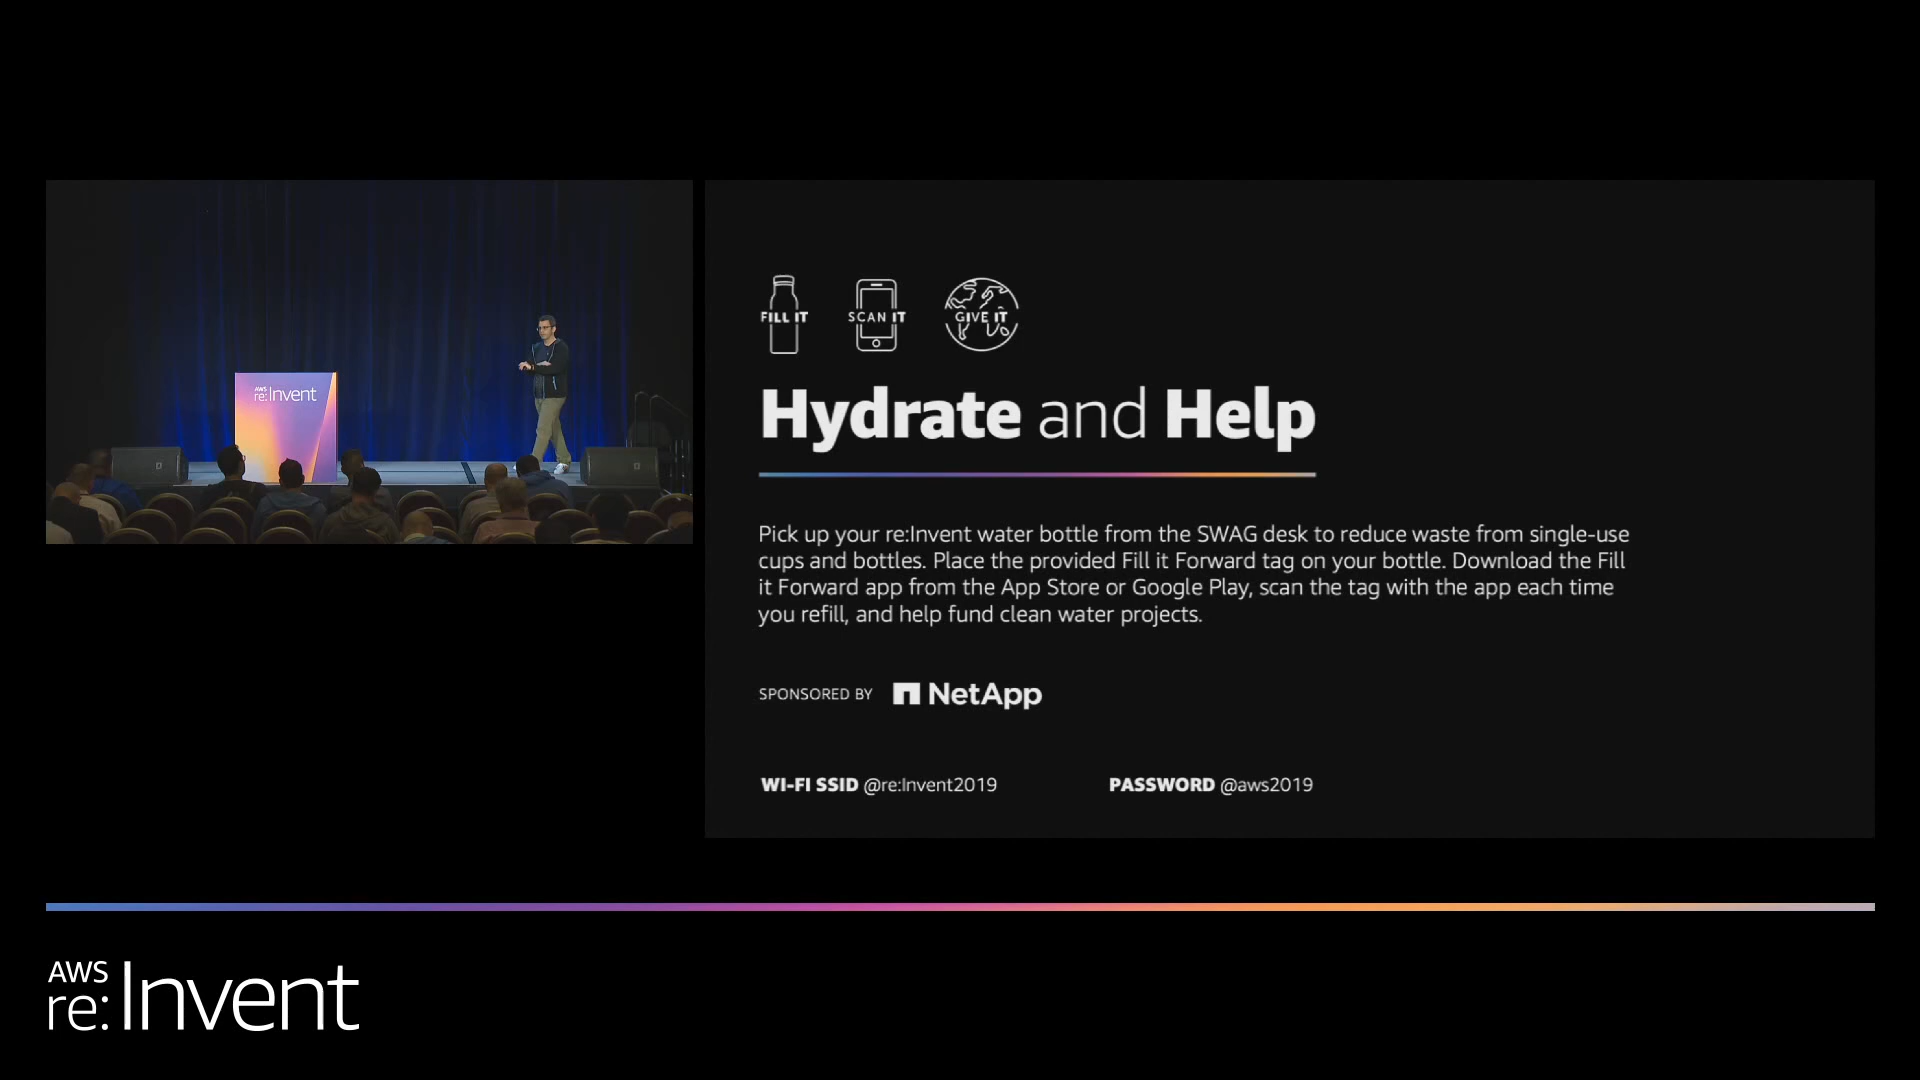 AWS
re:Invent
FILL IT
SCAN IT
GIVE IT
Hydrate and Help
Pick up your re:Invent water bottle from the SWAG desk to reduce waste from single-use
cups and bottles. Place the provided Fill it Forward tag on your bottle. Download the Fill
it Forward app from the App Store or Google Play, scan the tag with the app each time
you refill, and help fund clean water projects.
SPONSORED BY NetApp
WI-FI SSID @re:Invent2019 PASSWORD @aws2019
AWS
re:Invent